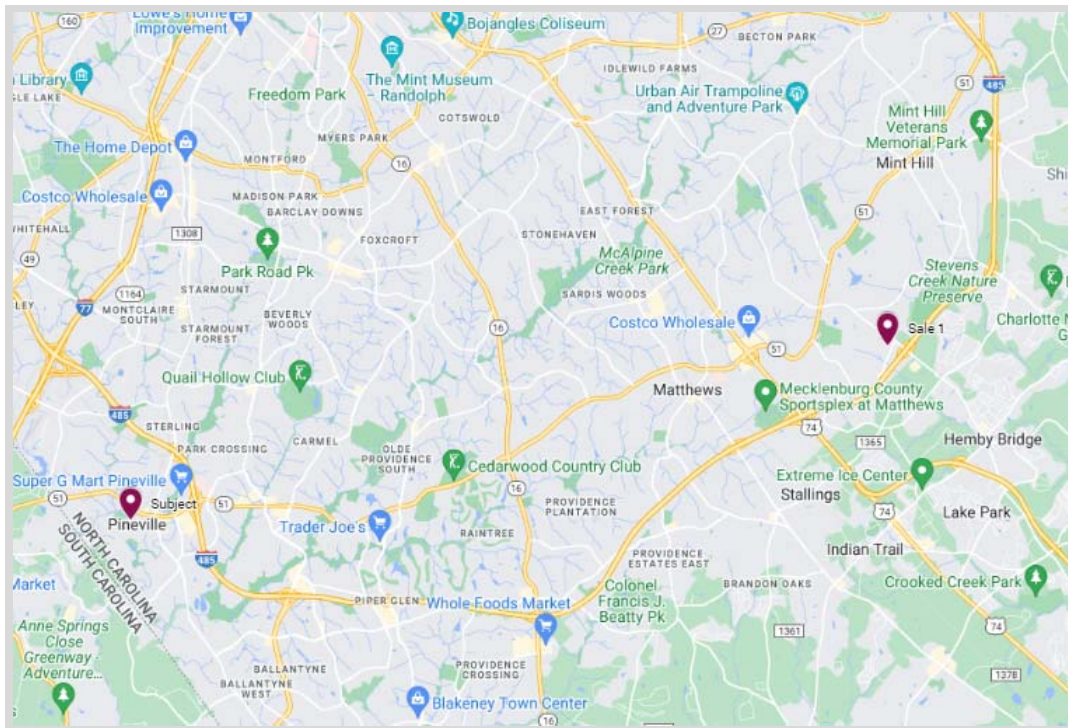 160
Lowe's Home
Improvement
Bojangles Coliseum
27
BECTON PARK
IDLEWILD FARMS
Library
The Mint Museum
– Randolph
Urban Air Trampoline
and Adventure Park
51
485
GLE LAKE
Freedom Park
COTSWOLD
Mint Hill
Veterans
Memorial Park
MYERS PARK
The Home Depot
MONTFORD
16
Mint Hill
Shi
Costco Wholesale
MADISON PARK
BARCLAY DOWNS
EAST FOREST
51
WHITEHALL
1308
FOXCROFT
STONEHAVEN
McAlpine
Creek Park
49
Park Road Pk
Stevens
Creek Nature
Preserve
1164
STARMOUNT
SARDIS WOODS
LEY
77
MONTCLAIRE
SOUTH
BEVERLY
WOODS
STARMOUNT
FOREST
16
Costco Wholesale
Sale 1
Charlotte
51
Quail Hollow Club
Matthews
Mecklenburg County
Sportsplex at Matthews
485
STERLING
CARMEL
74
1365
PARK CROSSING
OLDE
PROVIDENCE
SOUTH
Hemby Bridge
Super G Mart Pineville
Cedarwood Country Club
Extreme Ice Center
51
Subject
51
16
PROVIDENCE
PLANTATION
Stallings
Pineville
Trader Joe's
74
Lake Park
RAINTREE
NORTH CAROLINA
SOUTH CAROLINA
485
PROVIDENCE
ESTATES EAST
Indian Trail
Market
BRANDON OAKS
Crooked Creek Park
PIPER GLEN
Whole Foods Market
Colonel
Francis J.
Beatty Pk
Anne Springs
Close
Greenway -
Adventure...
1361
74
BALLANTYNE
PROVIDENCE
CROSSING
1378
BALLANTYNE
WEST
Blakeney Town Center
16